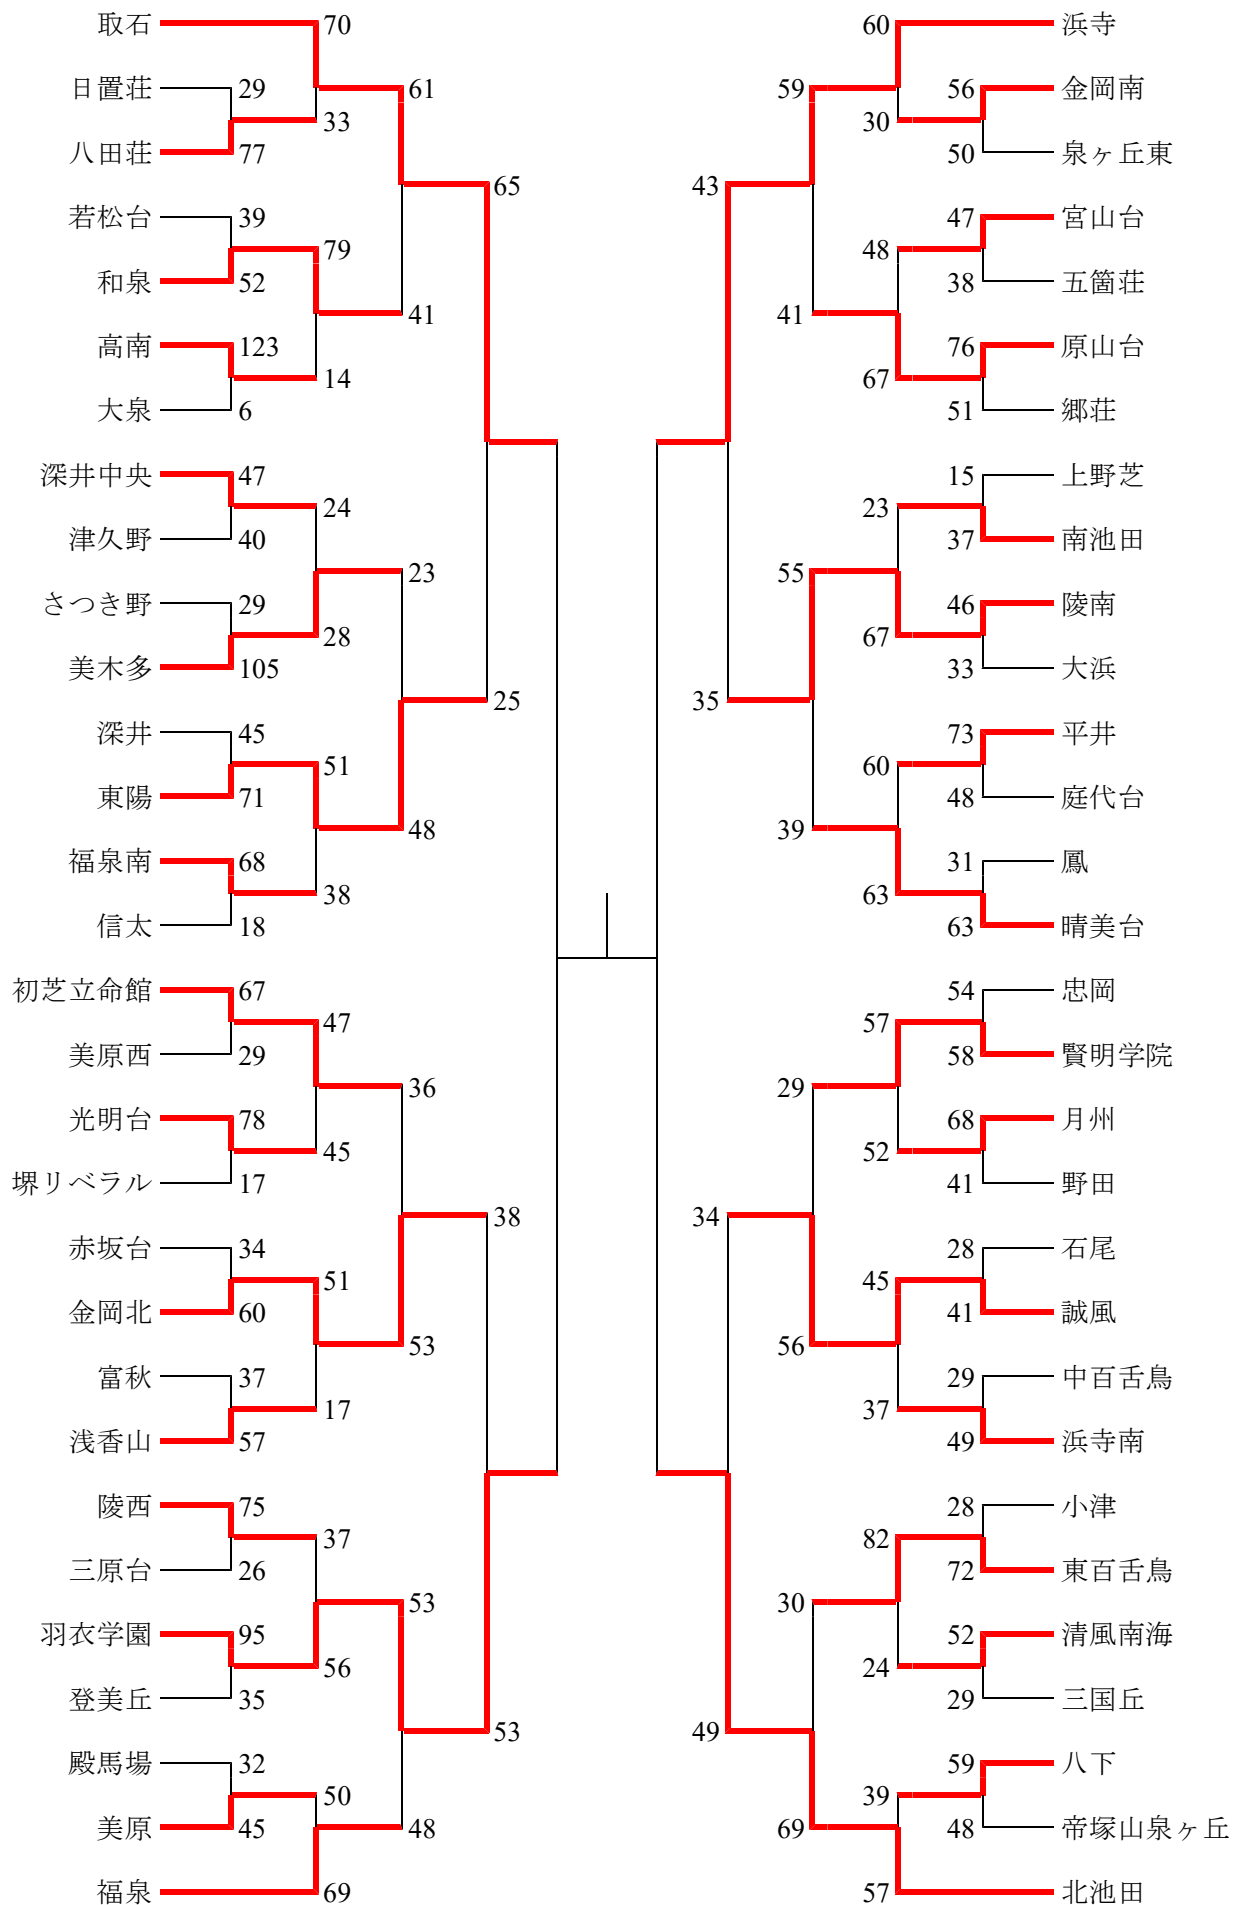 取石 70 60 浜寺
日置荘 29 61 59 56 金岡南
33 30
八田荘 77 50 泉ヶ丘東
65 43
若松台 39 47 宮山台
79 48
和泉 52 38 五箇荘
41 41
高南 123 76 原山台
14 67
大泉 6 51 郷荘
深井中央 47 15 上野芝
24 23
津久野 40 37 南池田
23 55
さつき野 29 46 陵南
28 67
美木多 105 33 大浜
25 35
深井 45 73 平井
51 60
東陽 71 48 庭代台
48 39
福泉南 68 31 鳳
38 63
信太 18 63 晴美台
初芝立命館 67 54 忠岡
47 57
美原西 29 58 賢明学院
36 29
光明台 78 68 月州
45 52
堺リベラル 17 41 野田
38 34
赤坂台 34 28 石尾
51 45
金岡北 60 41 誠風
53 56
富秋 37 29 中百舌鳥
17 37
浅香山 57 49 浜寺南
陵西 75 28 小津
37 82
三原台 26 72 東百舌鳥
53 30
羽衣学園 95 52 清風南海
56 24
登美丘 35 29 三国丘
53 49
殿馬場 32 59 八下
50 39
美原 45 48 69 48 帝塚山泉ヶ丘
福泉 69 57 北池田